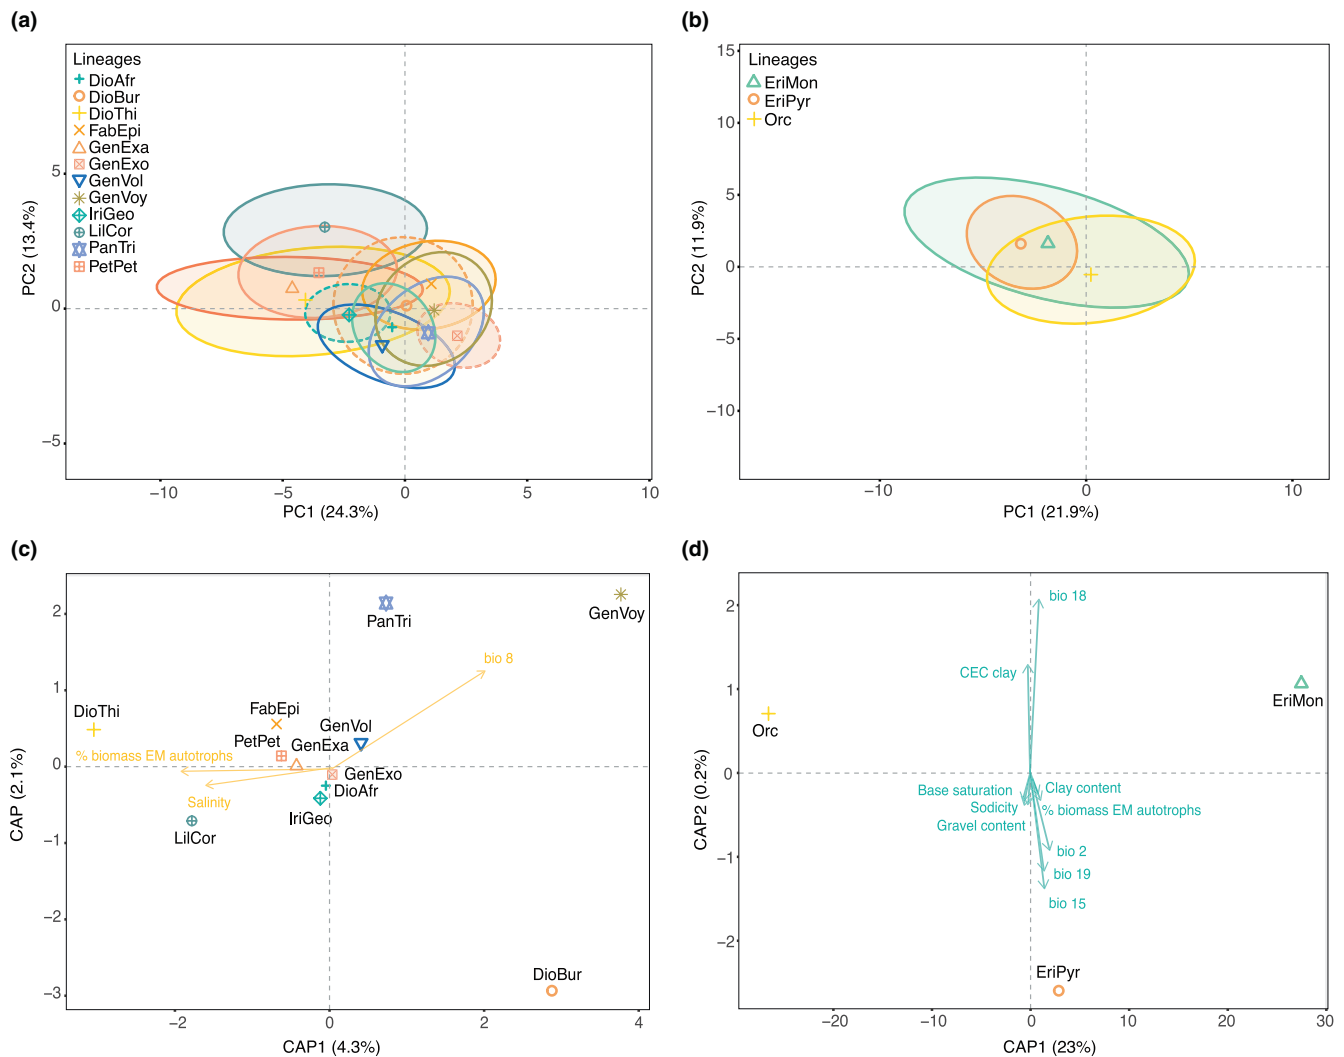 (a)
Lineages
DioAfr
DioBur
DioThi
FabEpi
GenExa
GenExo
GenVol
GenVoy
IriGeo
LilCor
PanTri
PetPet
5
0
−5
PC2 (13.4%)
−10 −5 0 5 10
PC1 (24.3%)
(b)
Lineages
EriMon
EriPyr
Orc
15
10
5
0
−5
−10
PC2 (11.9%)
−10 0 10
PC1 (21.9%)
(c)
2
1
0
−1
−2
−3
CAP (2.1%)
PanTri
GenVoy
bio 8
DioThi
FabEpi
GenVol
PetPet
GenExa
% biomass EM autotrophs
GenExo
DioAfr
Salinity
IriGeo
LilCor
DioBur
−2 0 2 4
CAP1 (4.3%)
(d)
2
1
0
−1
−2
CAP2 (0.2%)
bio 18
CEC clay
EriMon
Orc
Base saturation
Clay content
Sodicity
% biomass EM autotrophs
Gravel content
bio 2
bio 19
bio 15
EriPyr
−20 −10 0 10 20 30
CAP1 (23%)